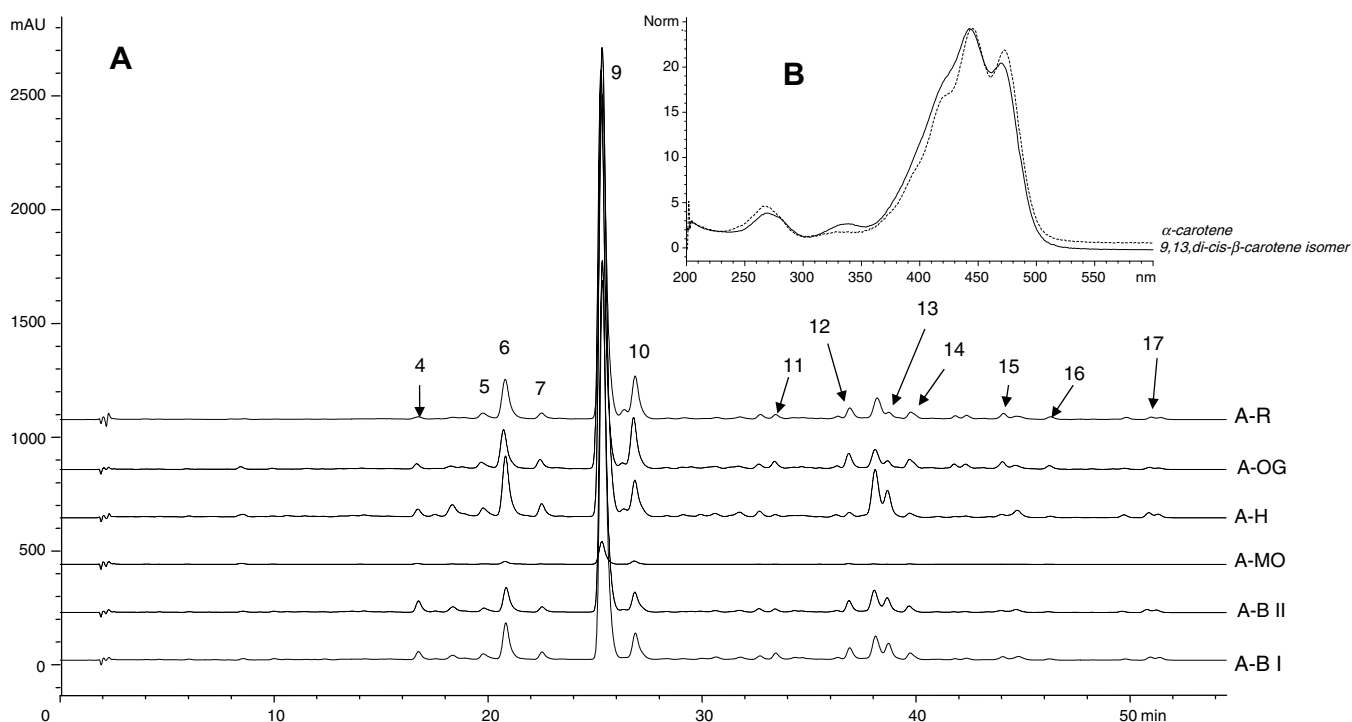 mAU
A
2500
2000
1500
1000
500
0
Norm
B
20
15
10
5
0
200 250 300 350 400 450 500 550 nm
α-carotene
9,13,di-cis-β-carotene isomer
9
4
5
6
7
10
11
12
13
14
15
16
17
A-R
A-OG
A-H
A-MO
A-B II
A-B I
0 10 20 30 40 50 min